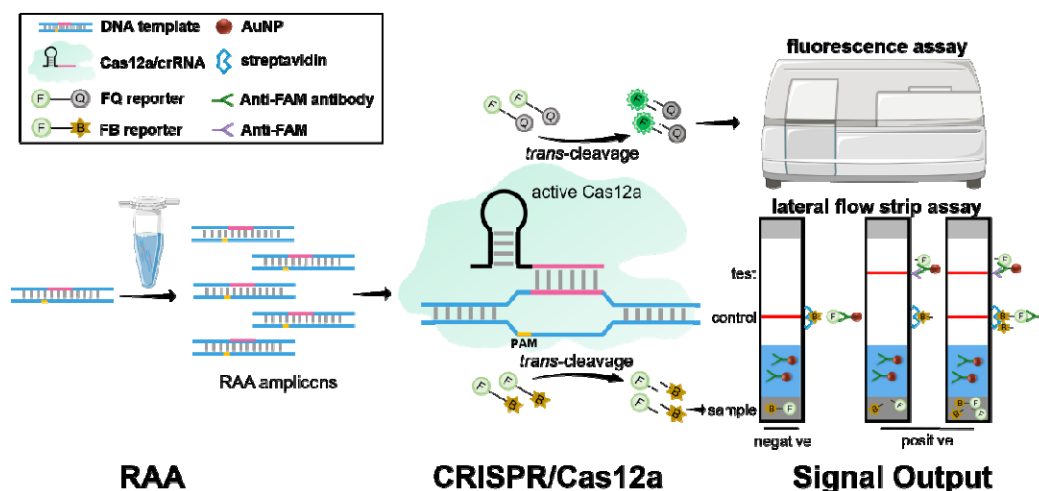 DNA template
AuNP
Cas12a/crRNA
streptavidin
F
Q
FQ reporter
Anti-FAM antibody
F
B
FB reporter
Anti-FAM
fluorescence assay
F
F
Q
Q
F
Q
F
Q
trans-cleavage
active Cas12a
lateral flow strip assay
test
control
PAM
trans-cleavage
RAA amplicons
F
F
B
B
F
F
B
B
sample
F
F
F
B
F
B
B
B
F
B
F
B
F
B
F
B
F
negative
positive
RAA
CRISPR/Cas12a
Signal Output